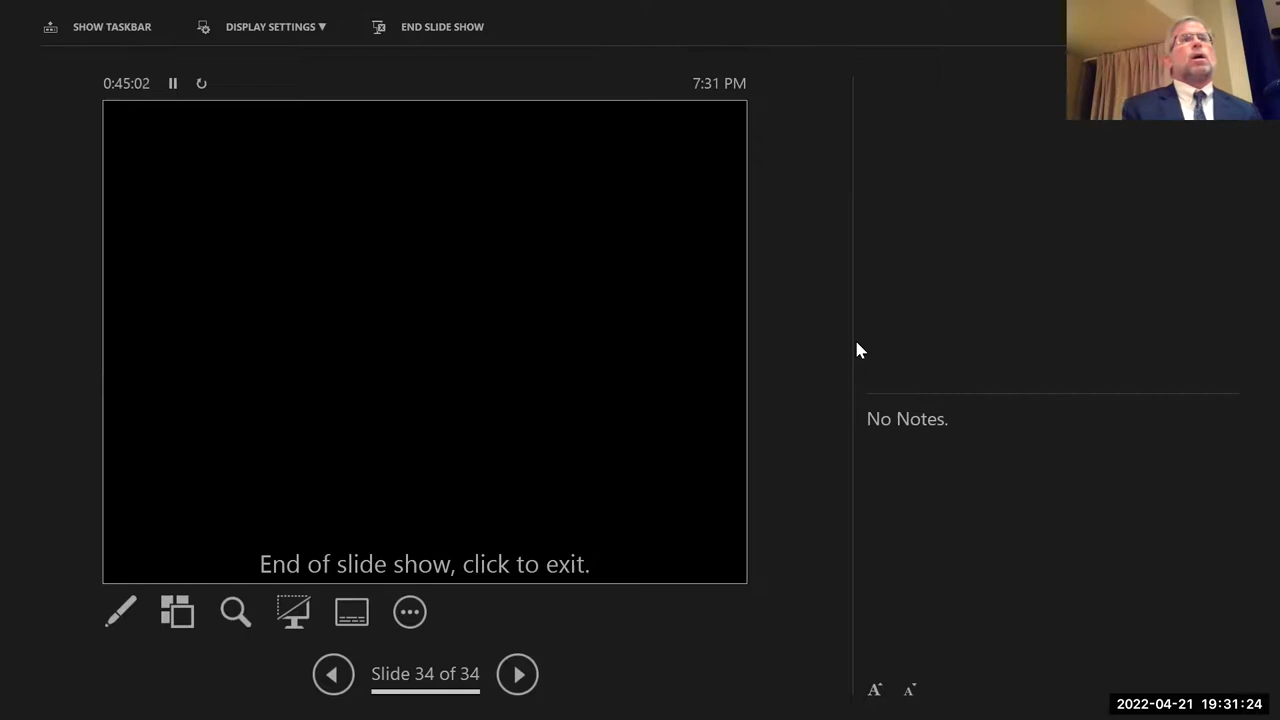 SHOW TASKBAR
DISPLAY SETTINGS ▼
END SLIDE SHOW
0:45:02
7:31 PM
End of slide show, click to exit.
Slide 34 of 34
No Notes.
A A
2022-04-21 19:31:24